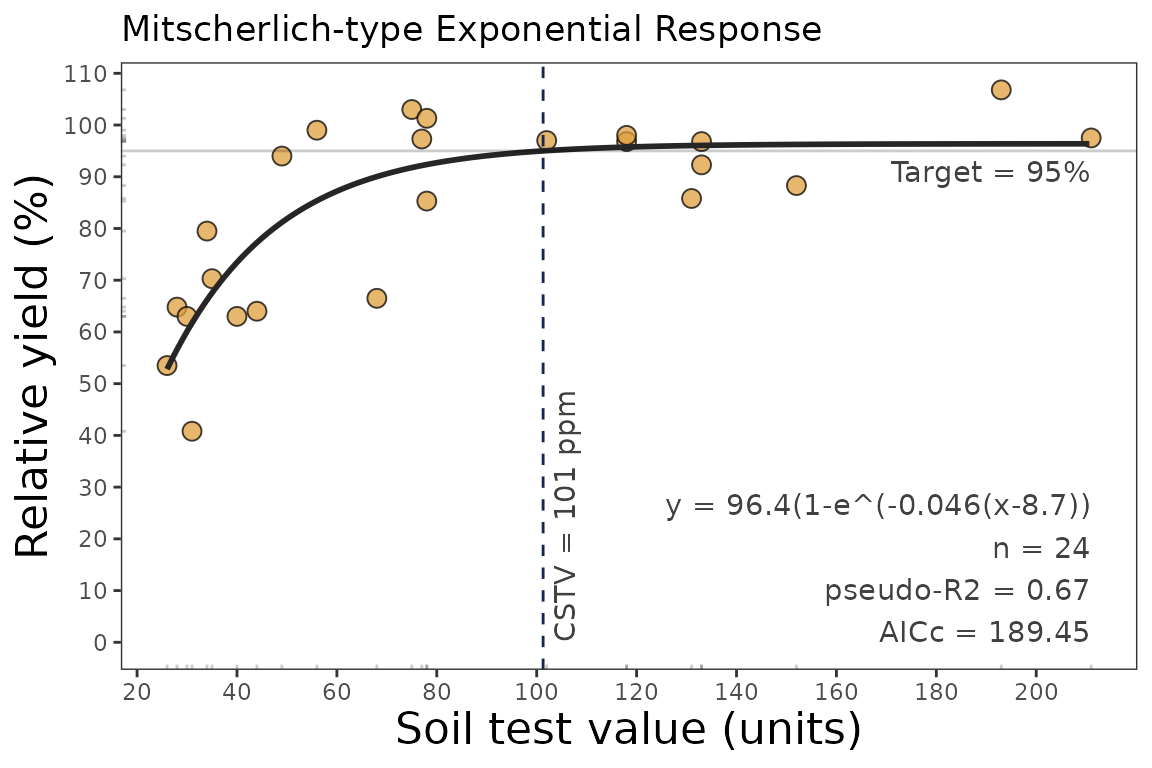 Mitscherlich-type Exponential Response
Relative yield (%)
110
100
90
80
70
60
50
40
30
20
10
0
Target = 95%
CSTV = 101 ppm
y = 96.4(1-e^(-0.046(x-8.7))
n = 24
pseudo-R2 = 0.67
AICc = 189.45
20 40 60 80 100 120 140 160 180 200
Soil test value (units)